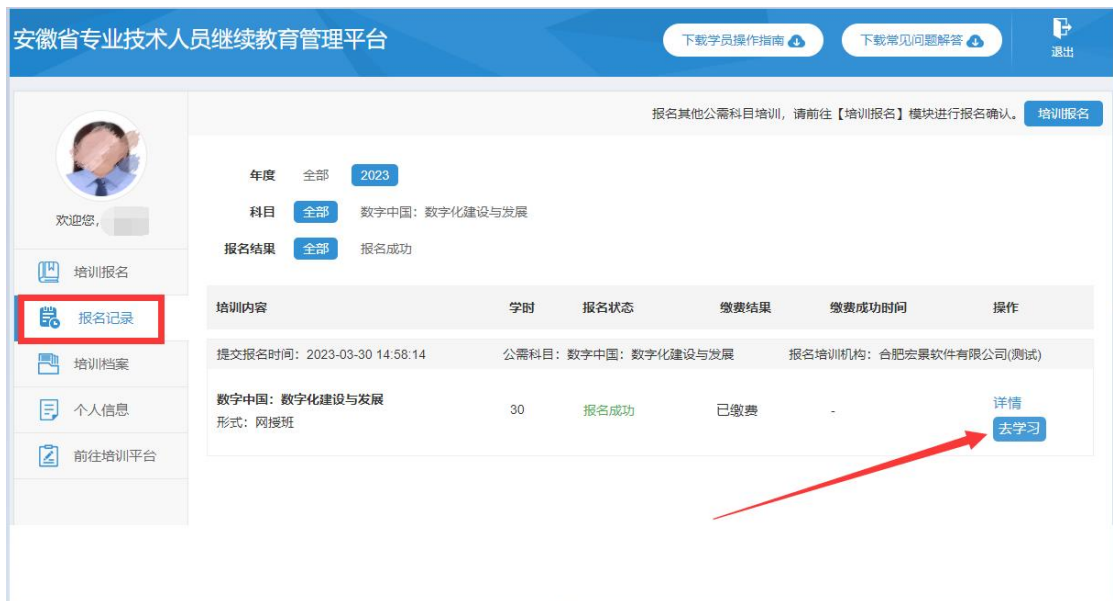 安徽省专业技术人员继续教育管理平台
下载学员操作指南
下载常见问题解答
退出
报名其他公需科目培训，请前往【培训报名】模块进行报名确认。 培训报名
欢迎您,
培训报名
报名记录
培训档案
个人信息
前往培训平台
年度 全部 2023
科目 全部 数字中国：数字化建设与发展
报名结果 全部 报名成功
培训内容 学时 报名状态 缴费结果 缴费成功时间 操作
提交报名时间：2023-03-30 14:58:14 公需科目：数字中国：数字化建设与发展 报名培训机构：合肥宏景软件有限公司(测试)
数字中国：数字化建设与发展
形式：网授班
30 报名成功 已缴费 - 详情
去学习